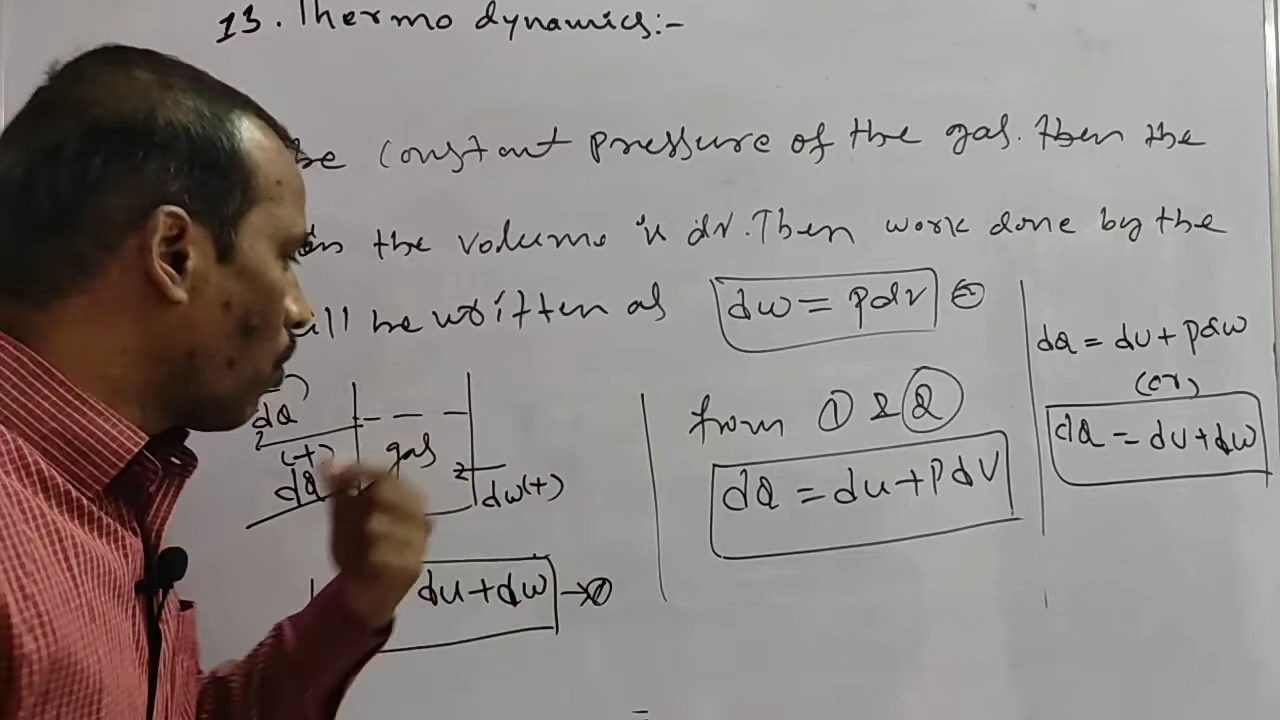 13. Thermo dynamics:-
be constant pressure of the gas. Then the
in the volume is dv. Then work done by the
will be written as dw = pdv ②
dQ
(+) gas
dQ
dw(+)
du+dw → ①
from ① & ②
dQ = du+Pdv
dQ = du + Pdw
(or)
dQ = du+dw